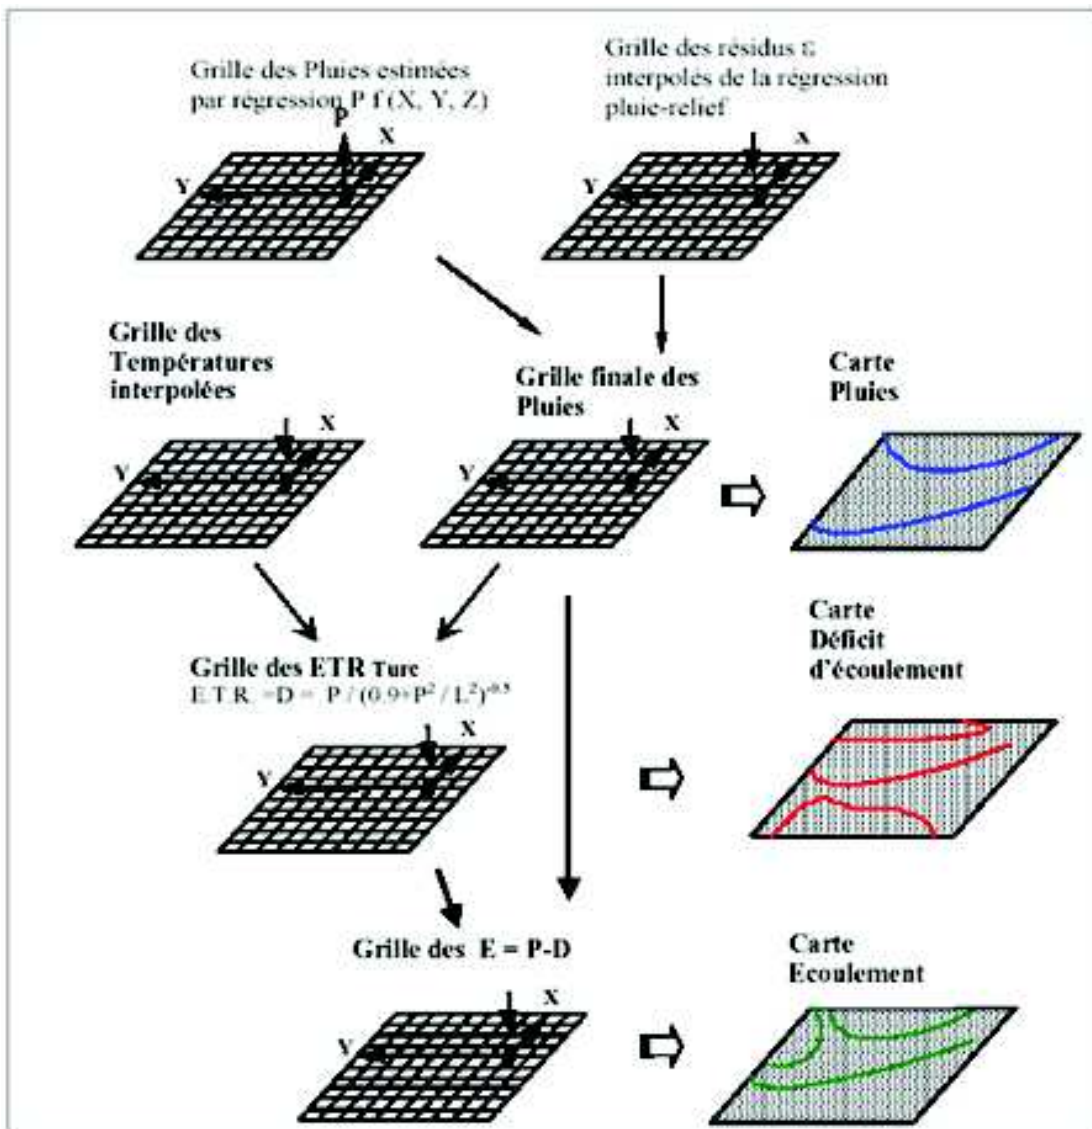 Grille des Pluies estimées
par régression P f (X, Y, Z)
Grille des résidus ε
interpolés de la régression
pluie-relief
P
X
Y
X
Y
Grille des
Températures
interpolées
Grille finale des
Pluies
Carte
Pluies
X
Y
X
Y
Grille des ETR Turc
E.T.R. =D = P / (0.9+P² / L²)^0.5
X
Y
Carte
Déficit
d'écoulement
Grille des E = P-D
X
Y
Carte
Ecoulement